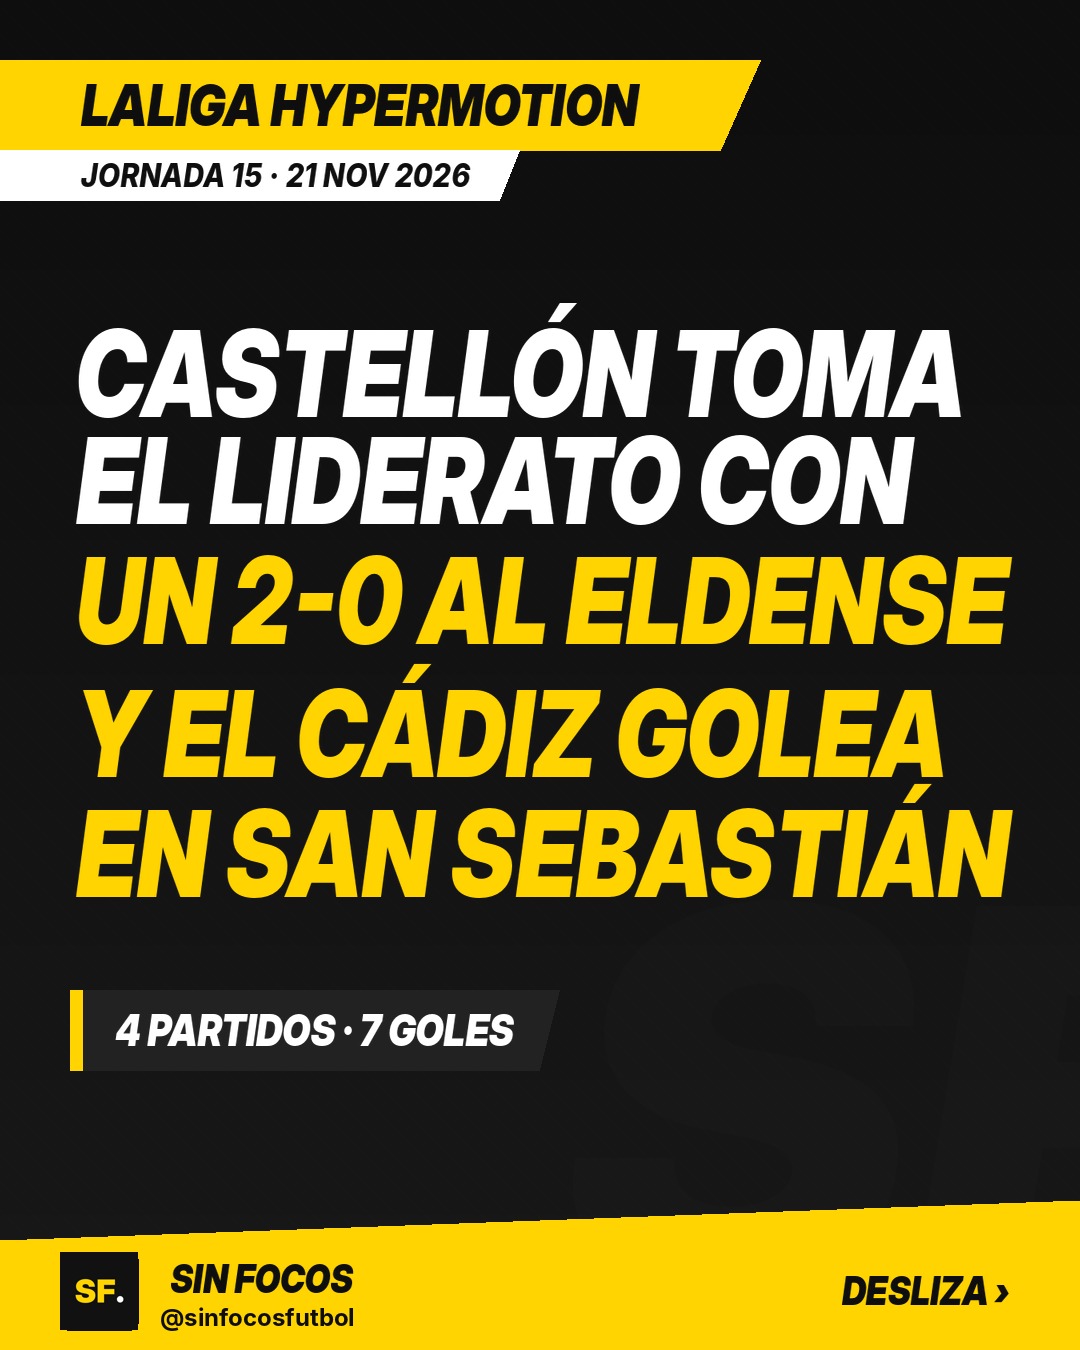 LALIGA HYPERMOTION
JORNADA 15 · 21 NOV 2026
CASTELLÓN TOMA
EL LIDERATO CON
UN 2-0 AL ELDENSE
Y EL CÁDIZ GOLEA
EN SAN SEBASTIÁN
4 PARTIDOS · 7 GOLES
SF.
SIN FOCOS
@sinfocosfutbol
DESLIZA ›